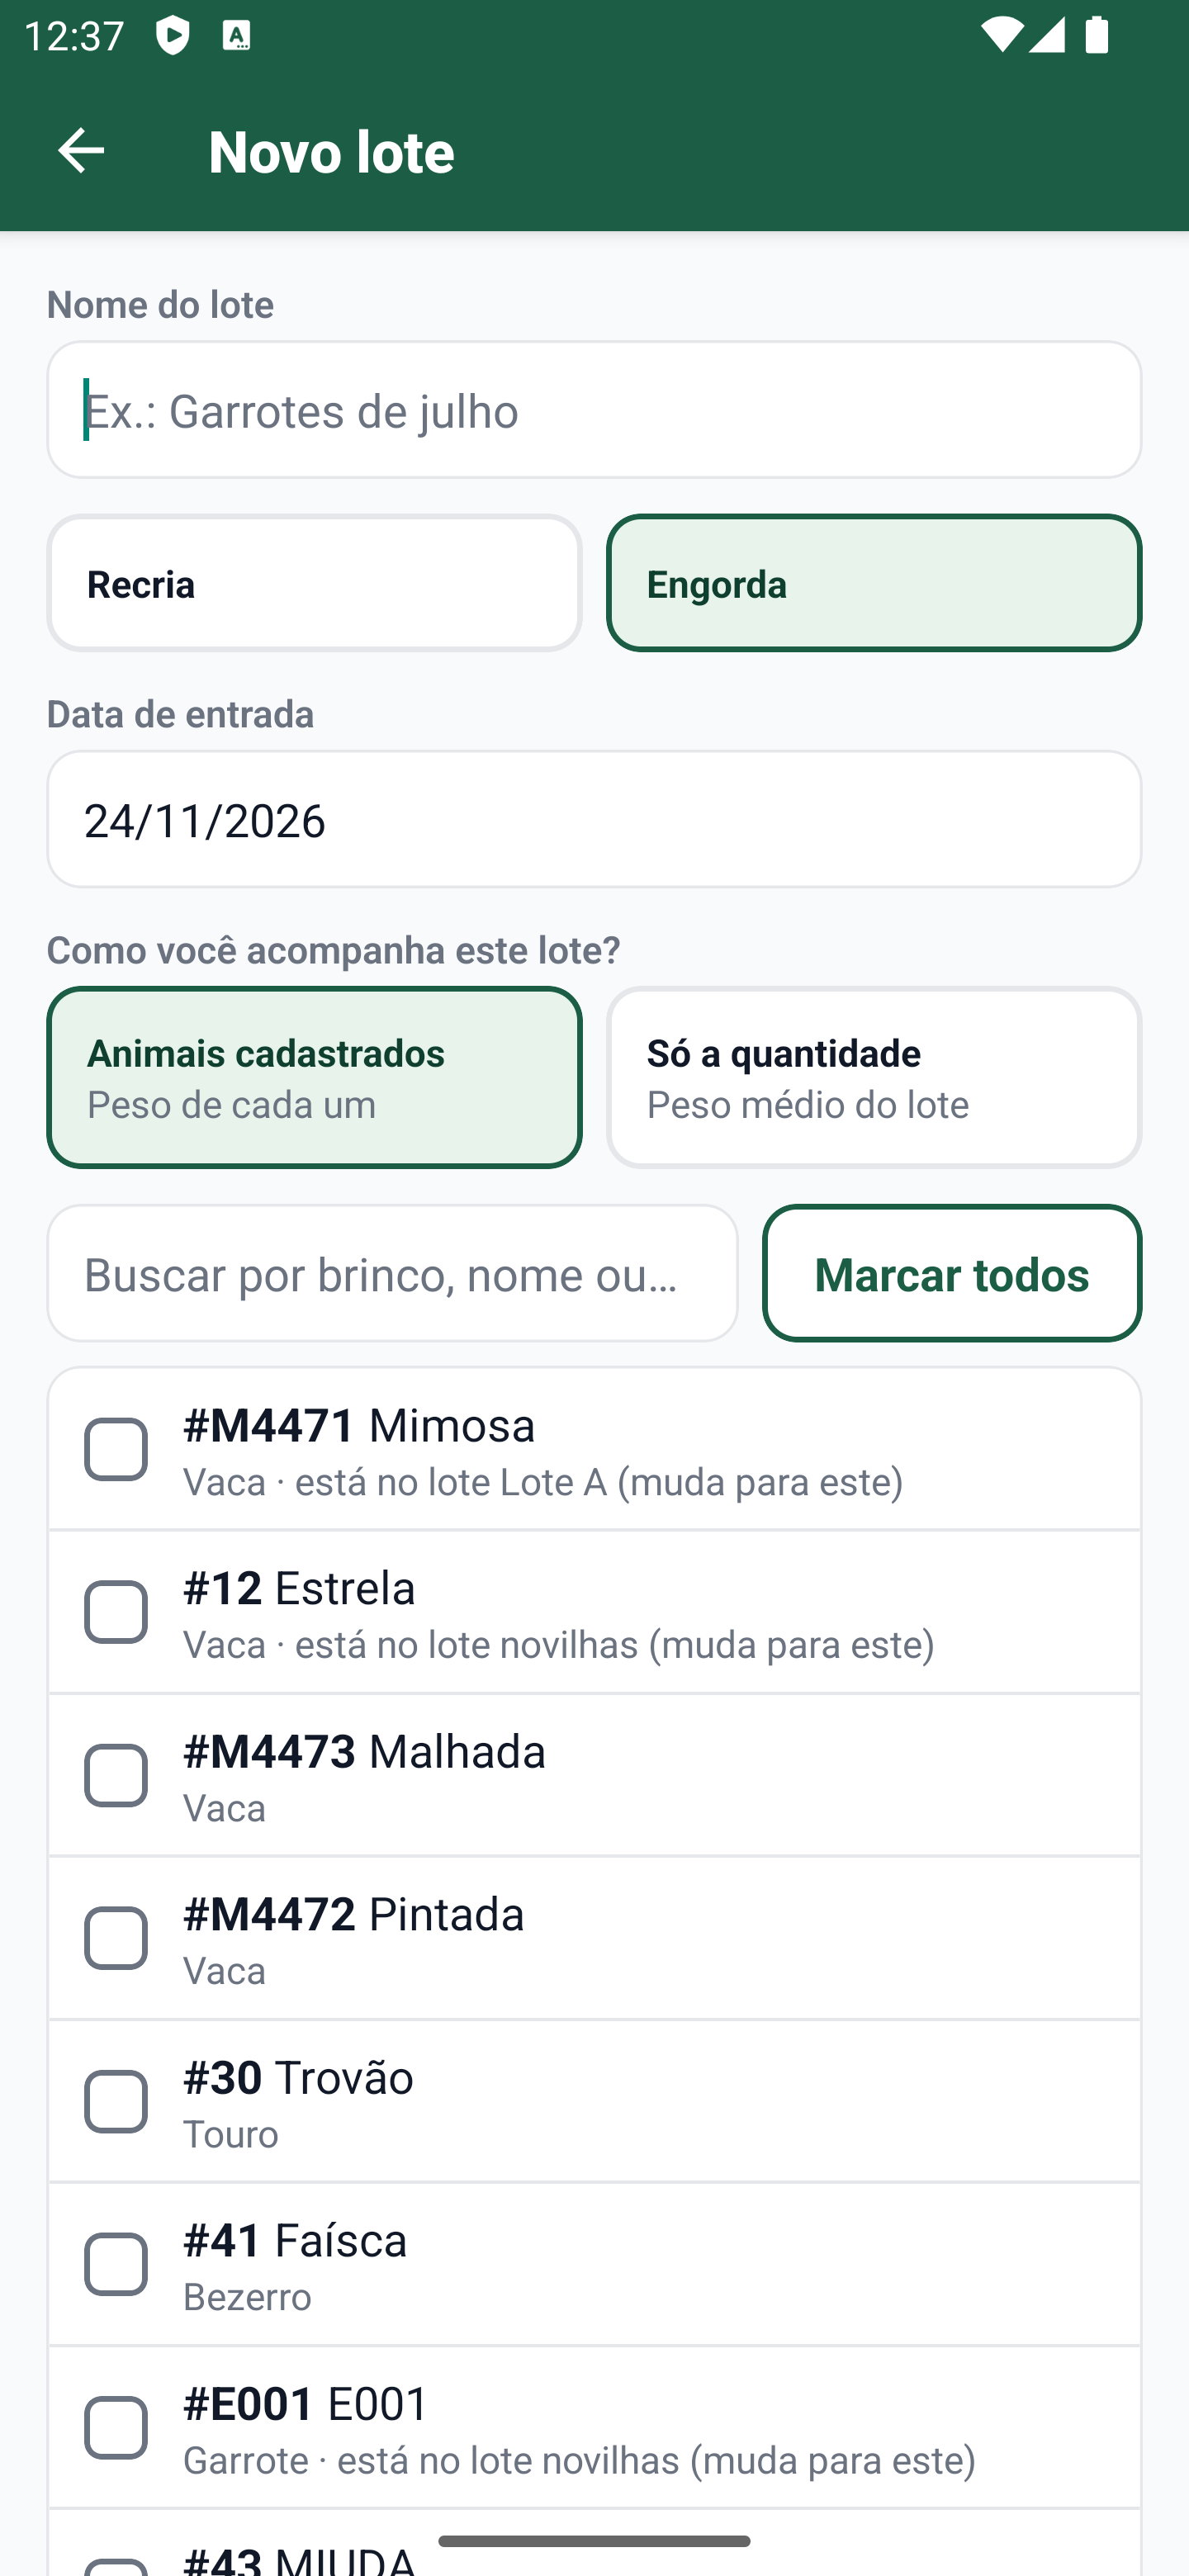 12:37
Novo lote
Nome do lote
Ex.: Garrotes de julho
Recria
Engorda
Data de entrada
24/11/2026
Como você acompanha este lote?
Animais cadastrados
Peso de cada um
Só a quantidade
Peso médio do lote
Buscar por brinco, nome ou...
Marcar todos
#M4471 Mimosa
Vaca · está no lote Lote A (muda para este)
#12 Estrela
Vaca · está no lote novilhas (muda para este)
#M4473 Malhada
Vaca
#M4472 Pintada
Vaca
#30 Trovão
Touro
#41 Faísca
Bezerro
#E001 E001
Garrote · está no lote novilhas (muda para este)
#43 MIUDA